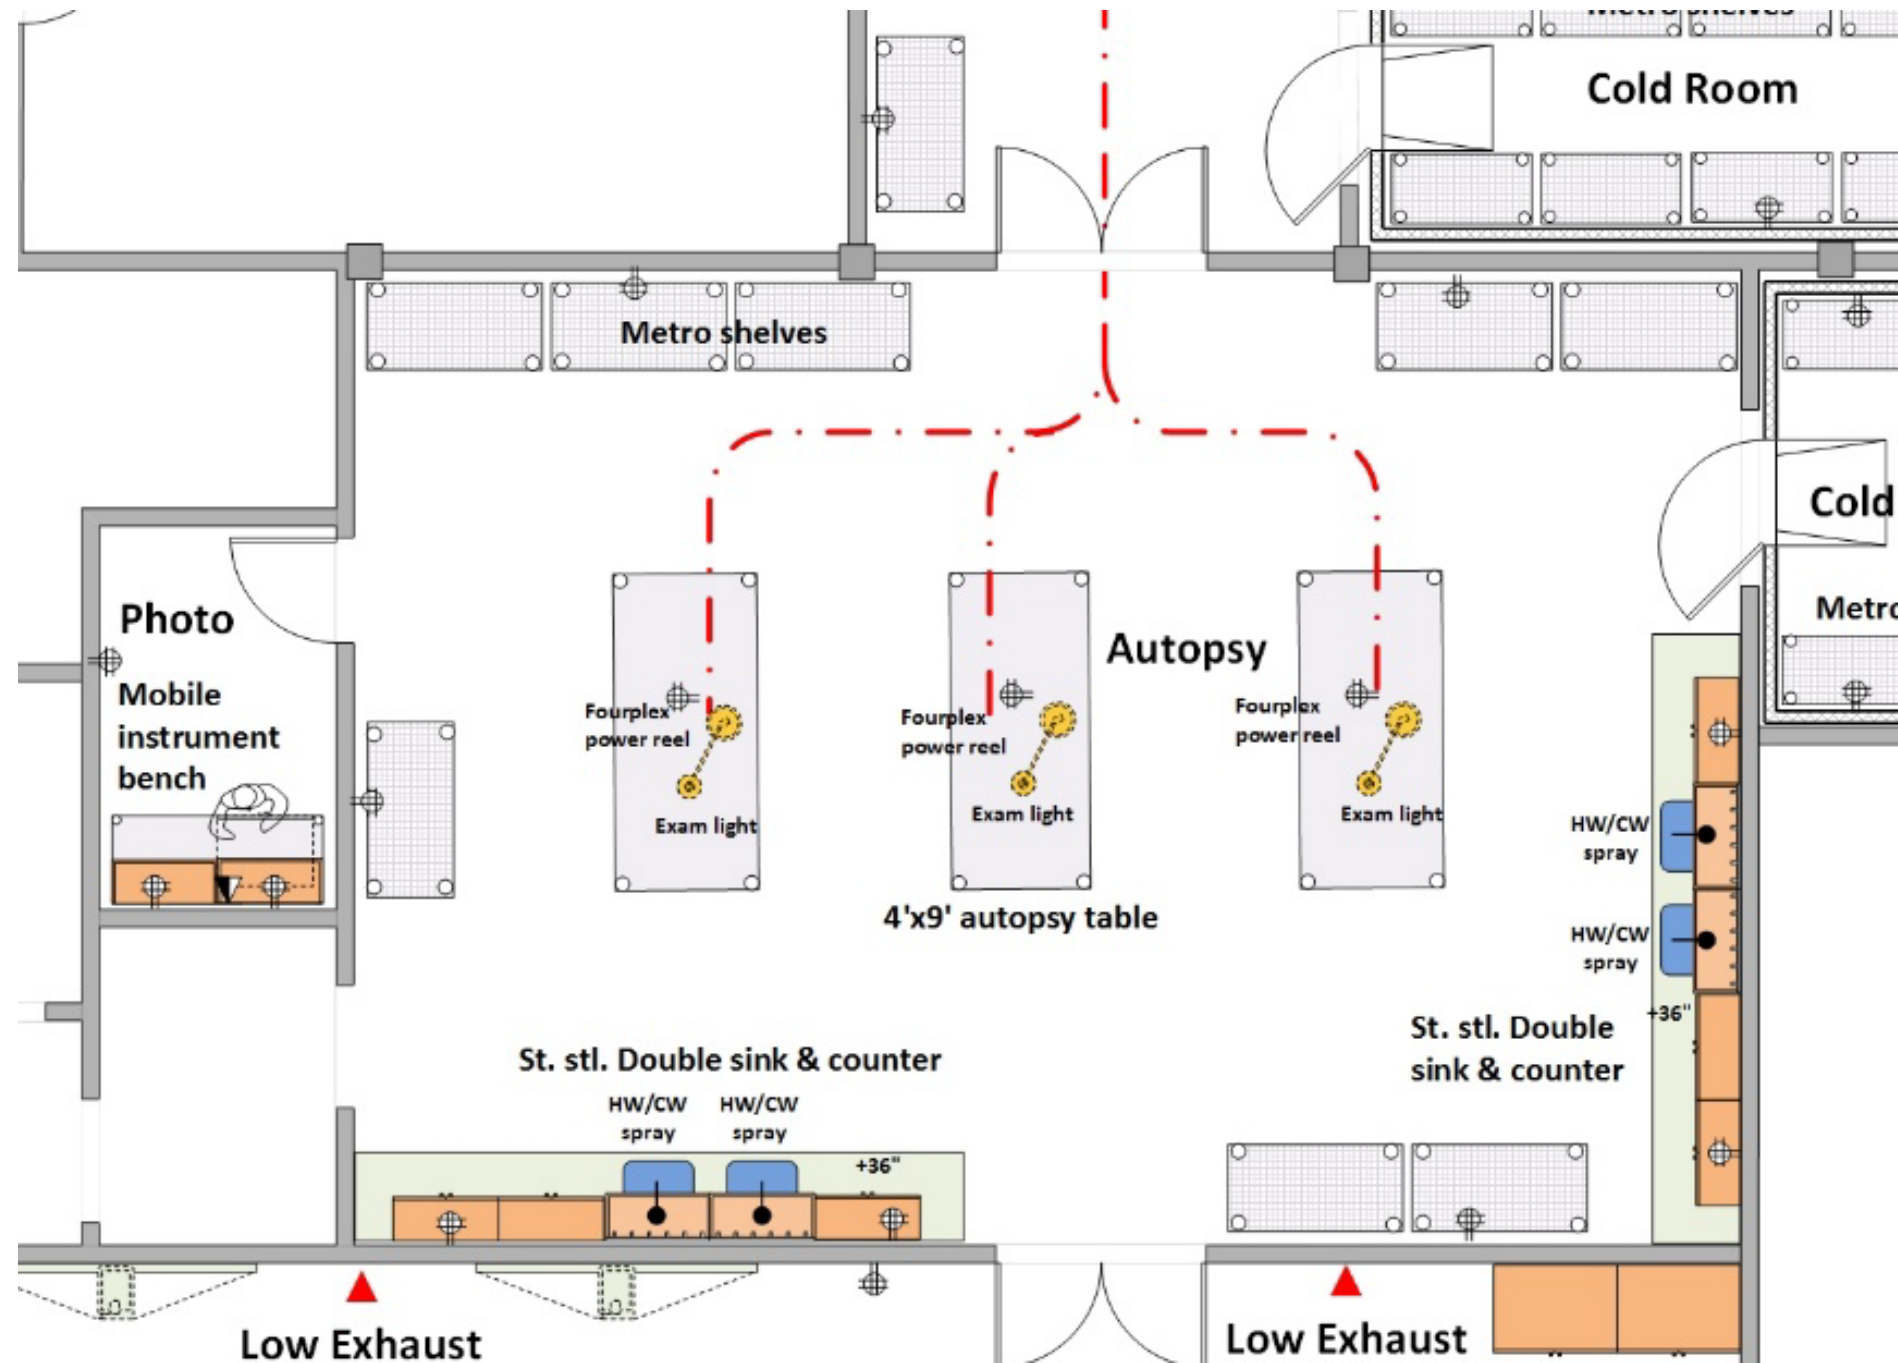 Metro shelves
Cold Room
Metro shelves
Cold
Photo
Autopsy
Metro
Mobile
instrument
bench
Fourplex
power reel
Fourplex
power reel
Fourplex
power reel
Exam light
Exam light
Exam light
HW/CW
spray
4'x9' autopsy table
HW/CW
spray
+36"
St. stl. Double
sink & counter
St. stl. Double sink & counter
HW/CW
spray
HW/CW
spray
+36"
Low Exhaust
Low Exhaust